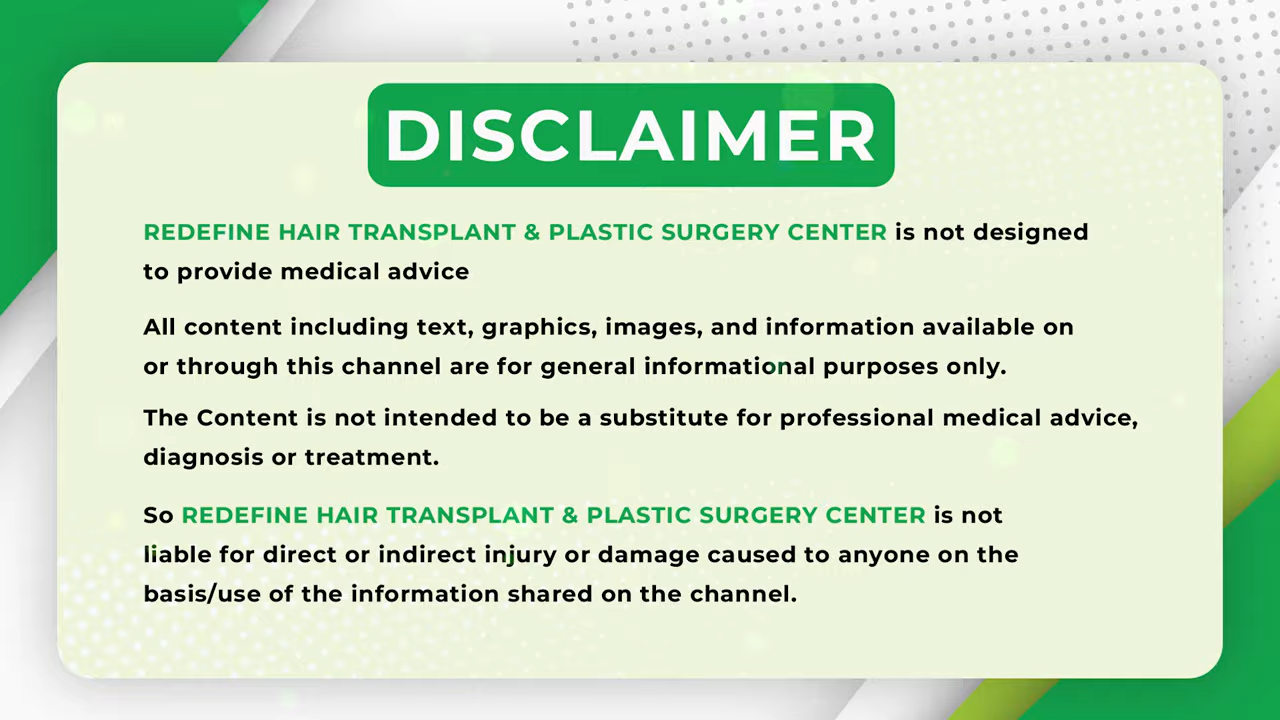 DISCLAIMER
REDEFINE HAIR TRANSPLANT & PLASTIC SURGERY CENTER is not designed
to provide medical advice
All content including text, graphics, images, and information available on
or through this channel are for general informational purposes only.
The Content is not intended to be a substitute for professional medical advice,
diagnosis or treatment.
So REDEFINE HAIR TRANSPLANT & PLASTIC SURGERY CENTER is not
liable for direct or indirect injury or damage caused to anyone on the
basis/use of the information shared on the channel.